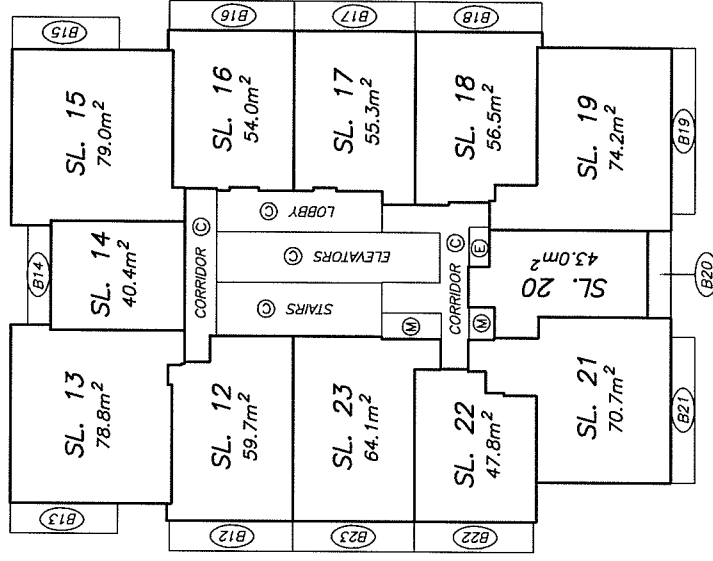 B15
B16
B17
B18
SL. 15
79.0m²
SL. 16
54.0m²
SL. 17
55.3m²
SL. 18
56.5m²
SL. 19
74.2m²
B19
B14
SL. 14
40.4m²
CORRIDOR C
LOBBY C
ELEVATORS C
STAIRS C
CORRIDOR C
E
M
M
SL. 20
43.0m²
B20
SL. 13
78.8m²
SL. 12
59.7m²
SL. 23
64.1m²
SL. 22
47.8m²
SL. 21
70.7m²
B21
B13
B12
B23
B22